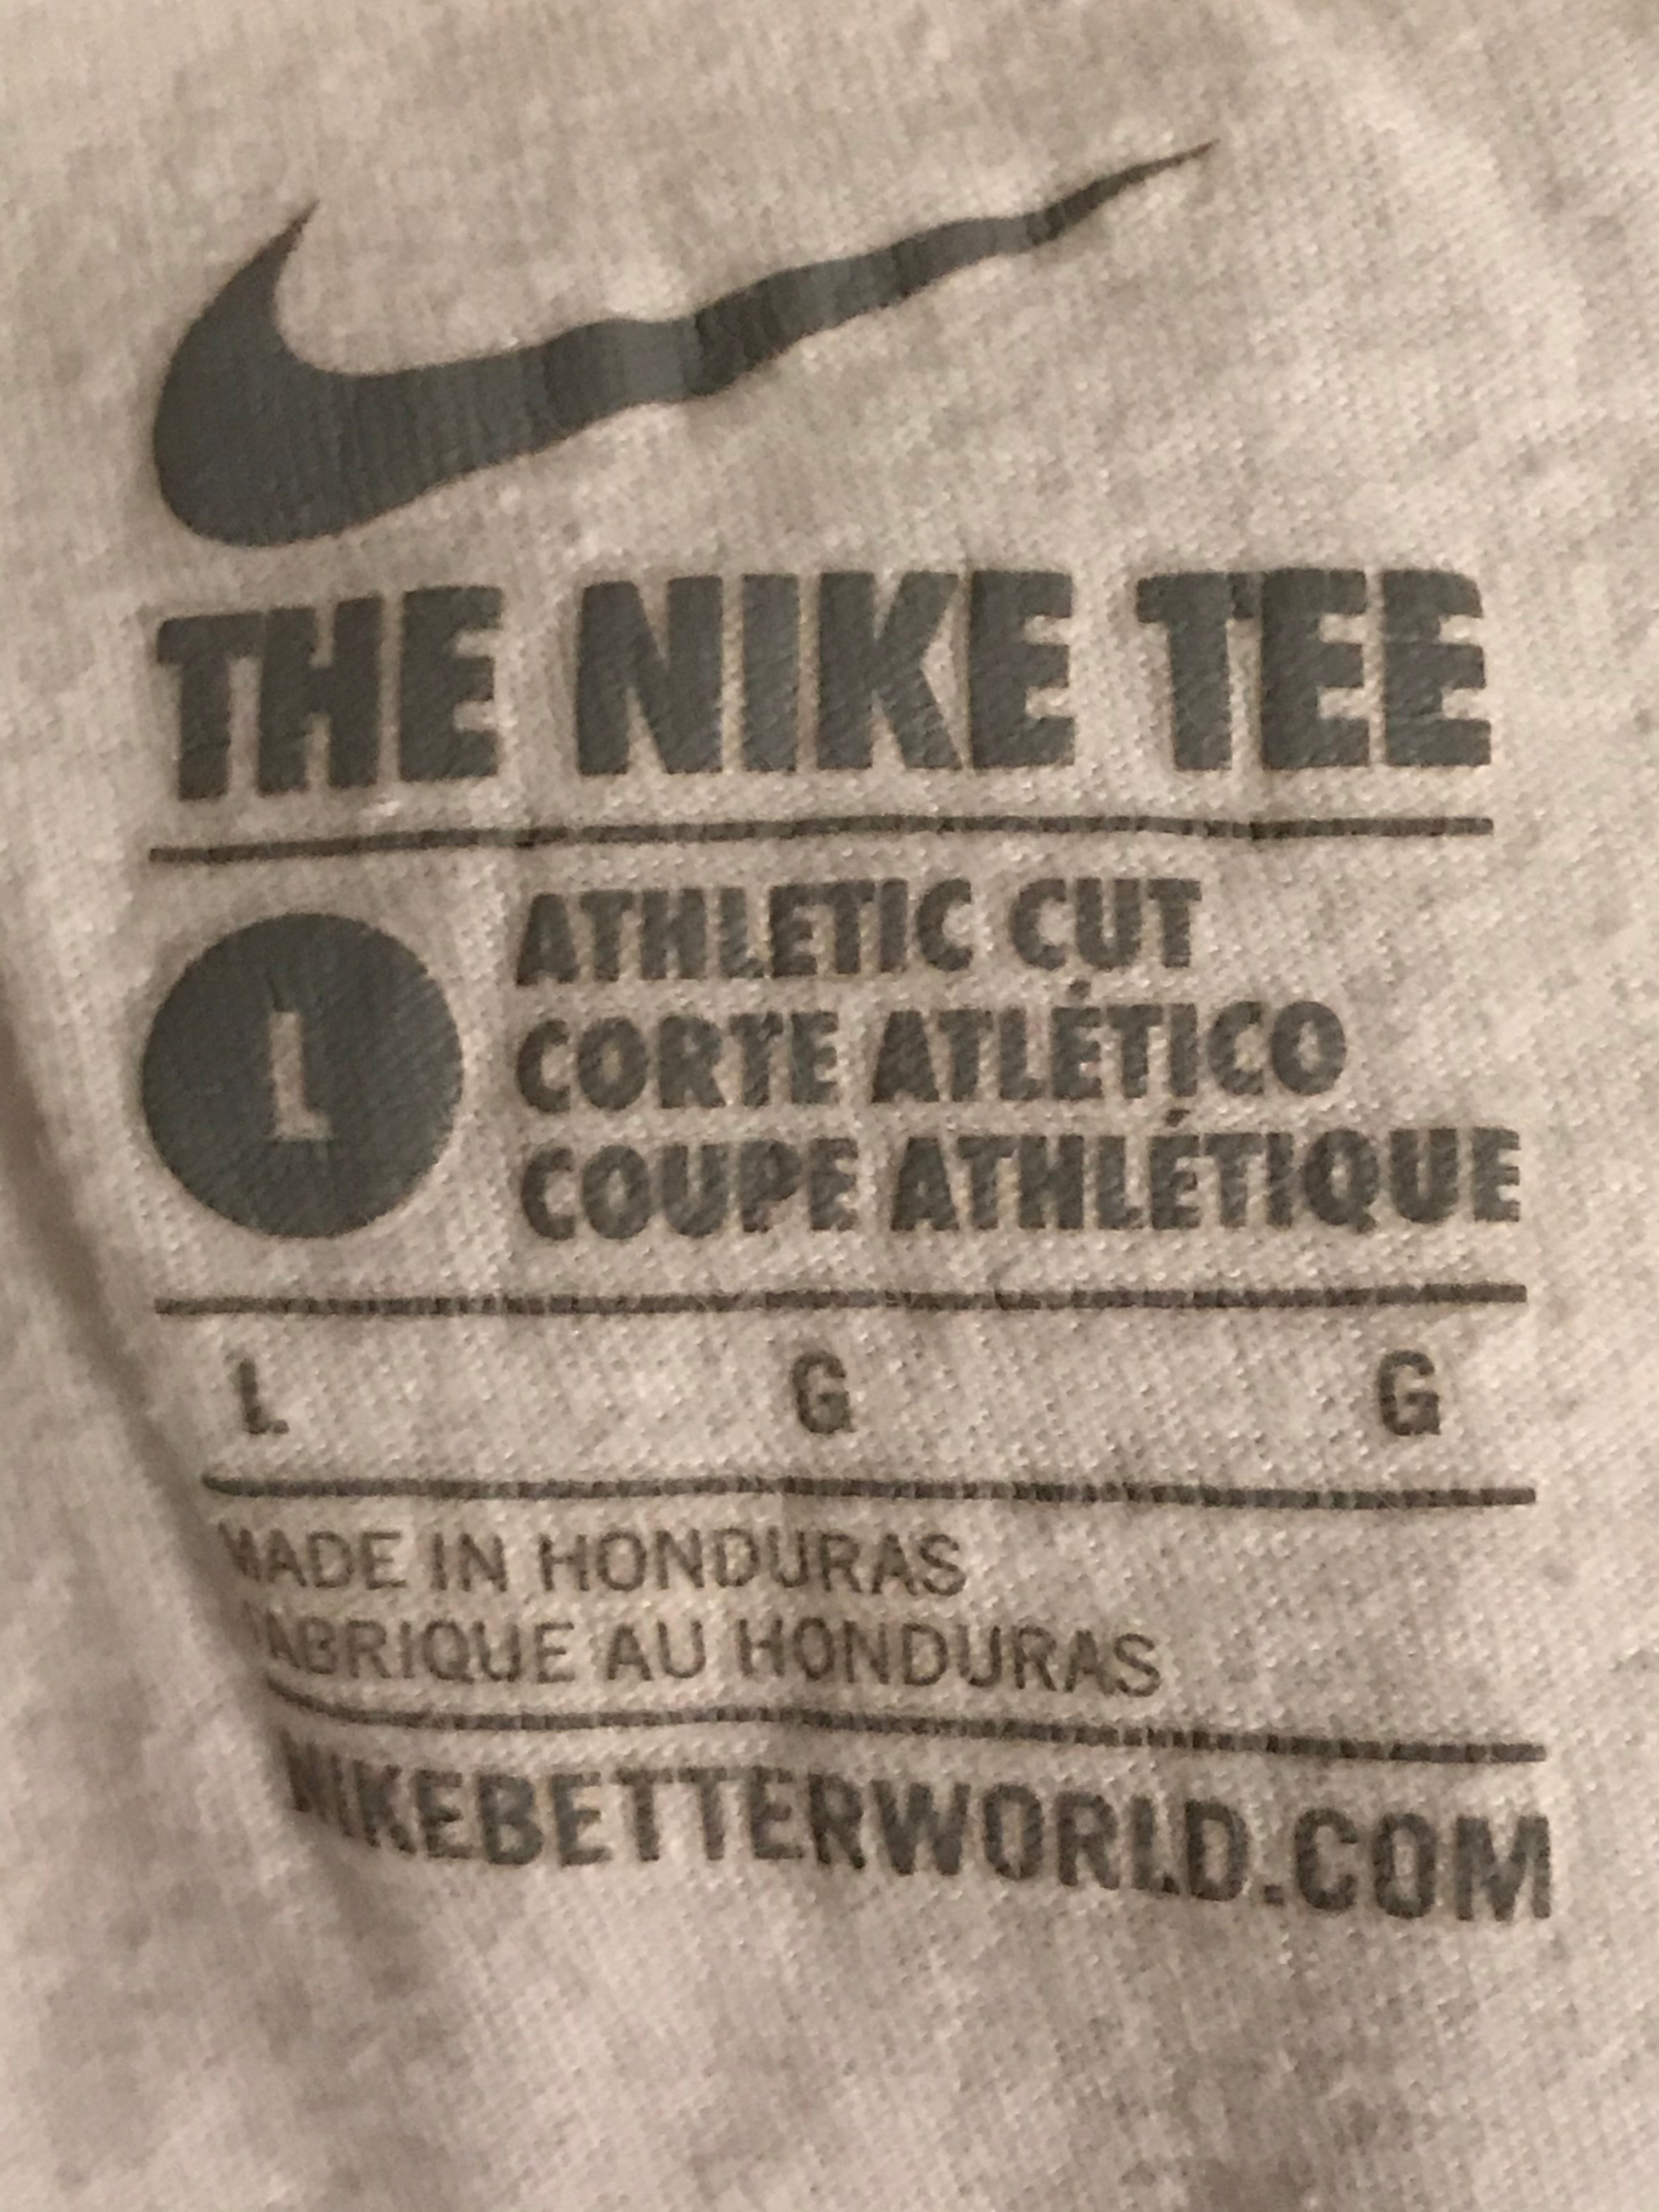 THE NIKE TEE
L
ATHLETIC CUT
CORTE ATLÉTICO
COUPE ATHLÉTIQUE
L G G
MADE IN HONDURAS
FABRIQUE AU HONDURAS
NIKEBETTERWORLD.COM